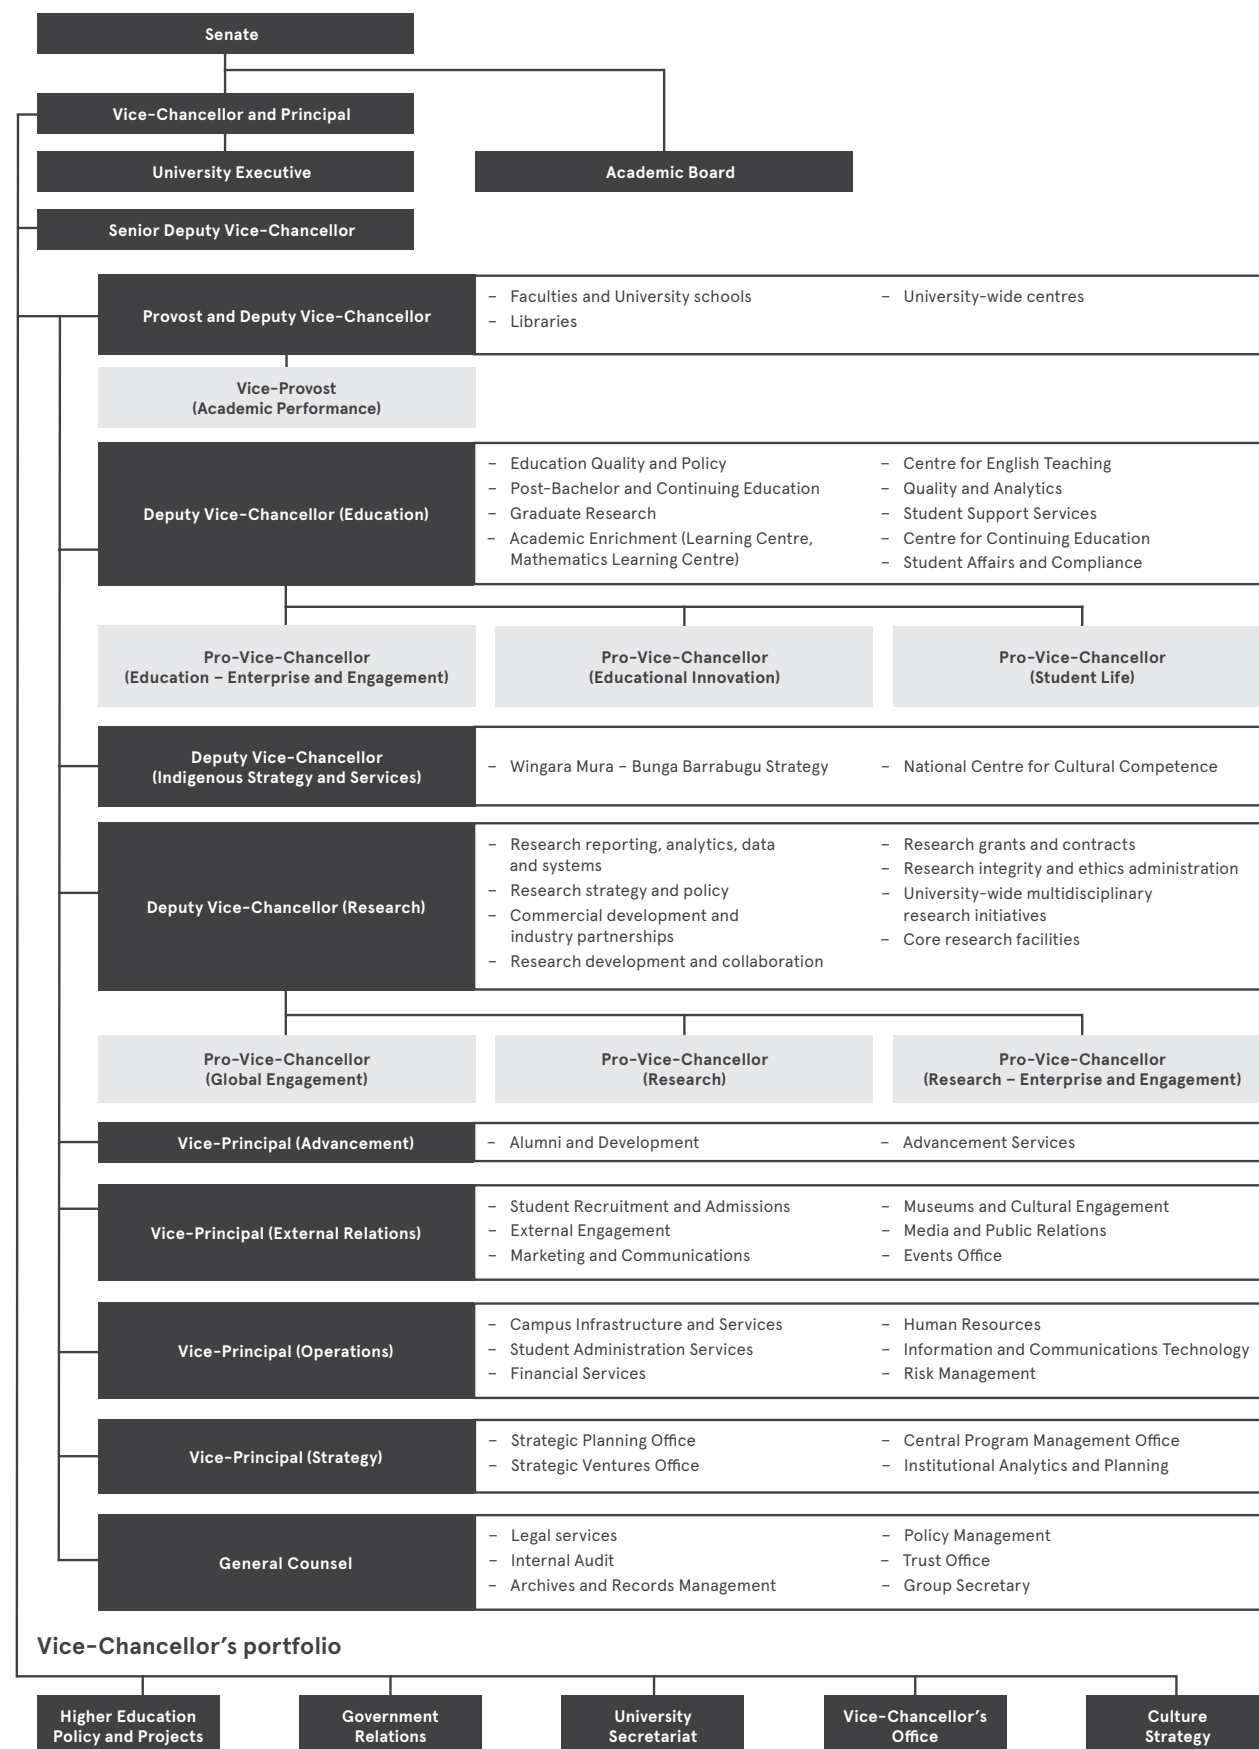 Senate
Vice-Chancellor and Principal
University Executive
Academic Board
Senior Deputy Vice-Chancellor
Provost and Deputy Vice-Chancellor
– Faculties and University schools
– Libraries
– University-wide centres
Vice-Provost
(Academic Performance)
Deputy Vice-Chancellor (Education)
– Education Quality and Policy
– Post-Bachelor and Continuing Education
– Graduate Research
– Academic Enrichment (Learning Centre,
Mathematics Learning Centre)
– Centre for English Teaching
– Quality and Analytics
– Student Support Services
– Centre for Continuing Education
– Student Affairs and Compliance
Pro-Vice-Chancellor
(Education – Enterprise and Engagement)
Pro-Vice-Chancellor
(Educational Innovation)
Pro-Vice-Chancellor
(Student Life)
Deputy Vice-Chancellor
(Indigenous Strategy and Services)
– Wingara Mura – Bunga Barrabugu Strategy
– National Centre for Cultural Competence
Deputy Vice-Chancellor (Research)
– Research reporting, analytics, data
and systems
– Research strategy and policy
– Commercial development and
industry partnerships
– Research development and collaboration
– Research grants and contracts
– Research integrity and ethics administration
– University-wide multidisciplinary
research initiatives
– Core research facilities
Pro-Vice-Chancellor
(Global Engagement)
Pro-Vice-Chancellor
(Research)
Pro-Vice-Chancellor
(Research – Enterprise and Engagement)
Vice-Principal (Advancement)
– Alumni and Development
– Advancement Services
Vice-Principal (External Relations)
– Student Recruitment and Admissions
– External Engagement
– Marketing and Communications
– Museums and Cultural Engagement
– Media and Public Relations
– Events Office
Vice-Principal (Operations)
– Campus Infrastructure and Services
– Student Administration Services
– Financial Services
– Human Resources
– Information and Communications Technology
– Risk Management
Vice-Principal (Strategy)
– Strategic Planning Office
– Strategic Ventures Office
– Central Program Management Office
– Institutional Analytics and Planning
General Counsel
– Legal services
– Internal Audit
– Archives and Records Management
– Policy Management
– Trust Office
– Group Secretary
Vice-Chancellor's portfolio
Higher Education
Policy and Projects
Government
Relations
University
Secretariat
Vice-Chancellor's
Office
Culture
Strategy